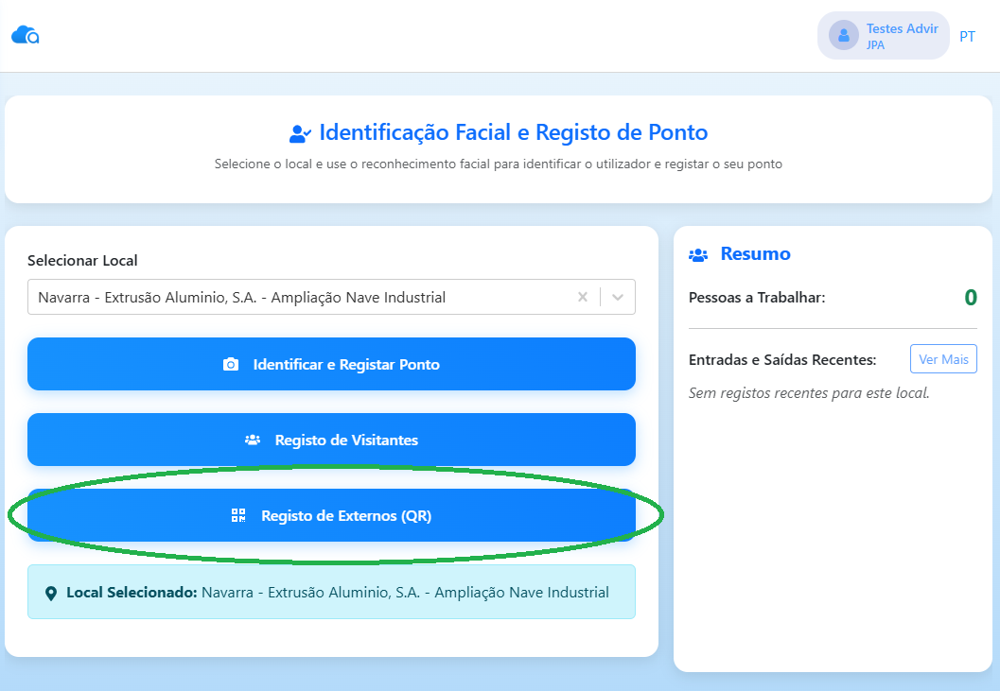 Testes Advir
JPA
PT
Identificação Facial e Registo de Ponto
Selecione o local e use o reconhecimento facial para identificar o utilizador e registar o seu ponto
Selecionar Local
Navarra - Extrusão Aluminio, S.A. - Ampliação Nave Industrial
Identificar e Registar Ponto
Registo de Visitantes
Registo de Externos (QR)
Local Selecionado: Navarra - Extrusão Aluminio, S.A. - Ampliação Nave Industrial
Resumo
Pessoas a Trabalhar: 0
Entradas e Saídas Recentes: Ver Mais
Sem registos recentes para este local.